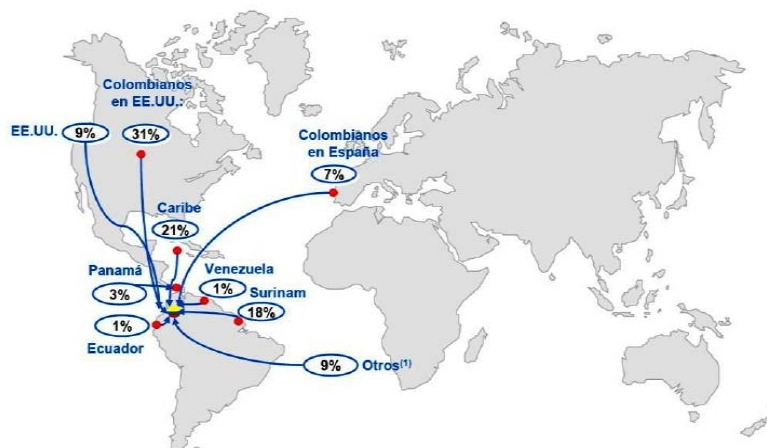 Colombianos
en EE.UU.:
EE.UU. 9% 31%
Colombianos
en España
7%
Caribe
21%
Panamá
3%
Venezuela
1%
Surinam
18%
1%
Ecuador
9% Otros(1)